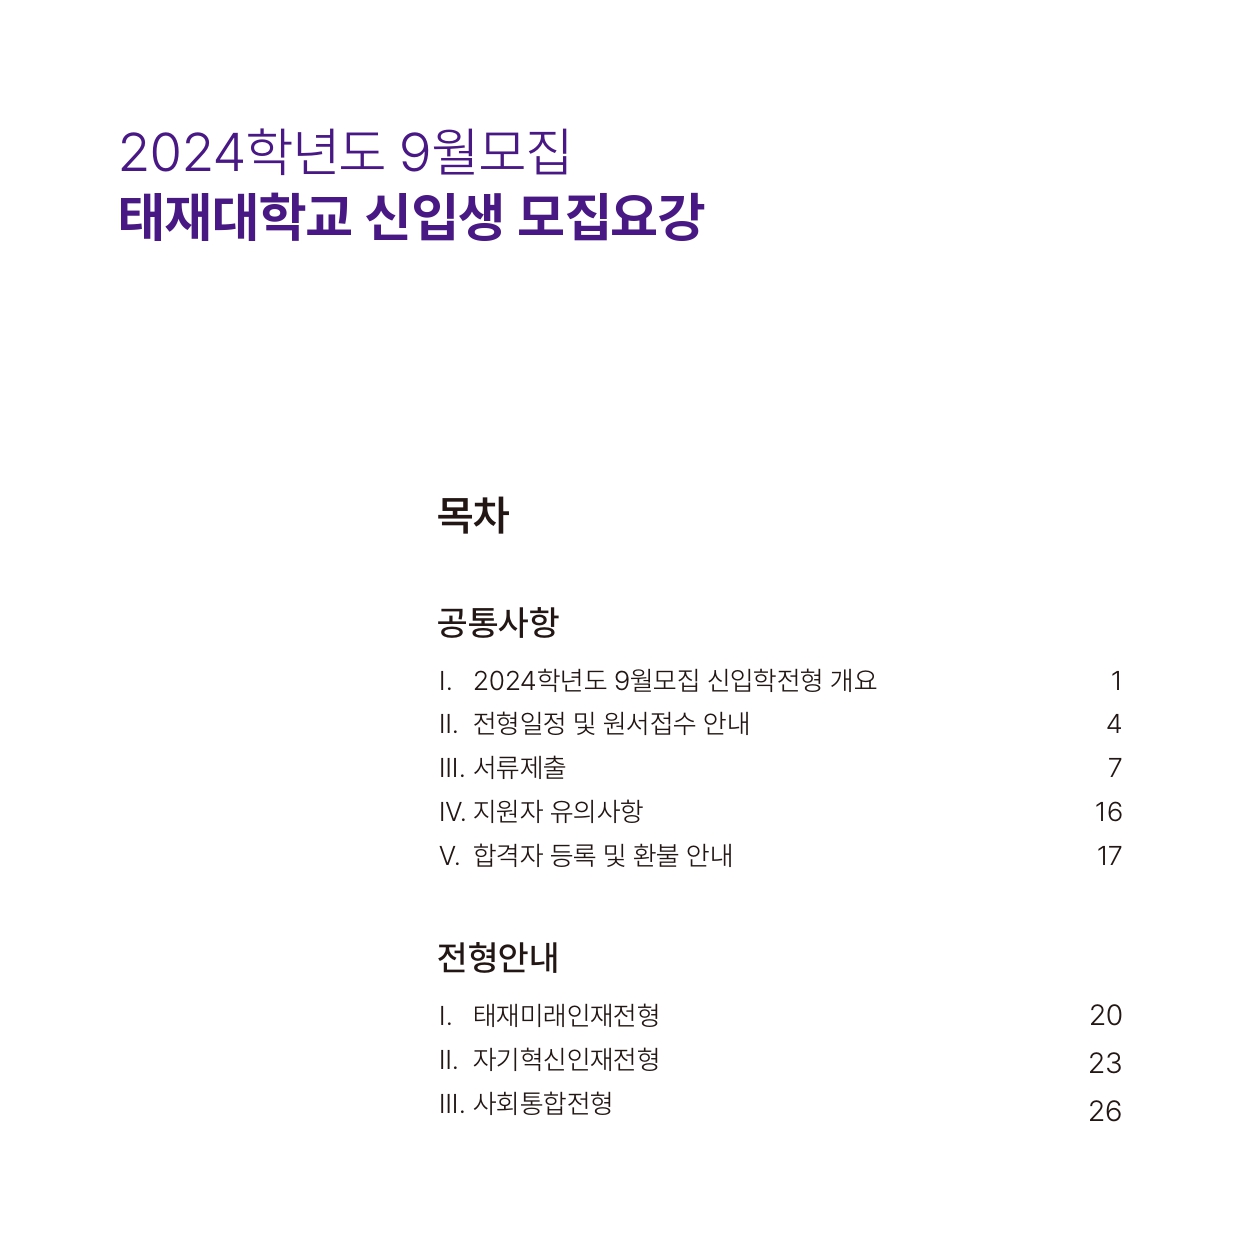 2024학년도 9월모집
태재대학교 신입생 모집요강
목차
공통사항
I. 2024학년도 9월모집 신입학전형 개요 1
II. 전형일정 및 원서접수 안내 4
III. 서류제출 7
IV. 지원자 유의사항 16
V. 합격자 등록 및 환불 안내 17
전형안내
I. 태재미래인재전형 20
II. 자기혁신인재전형 23
III. 사회통합전형 26